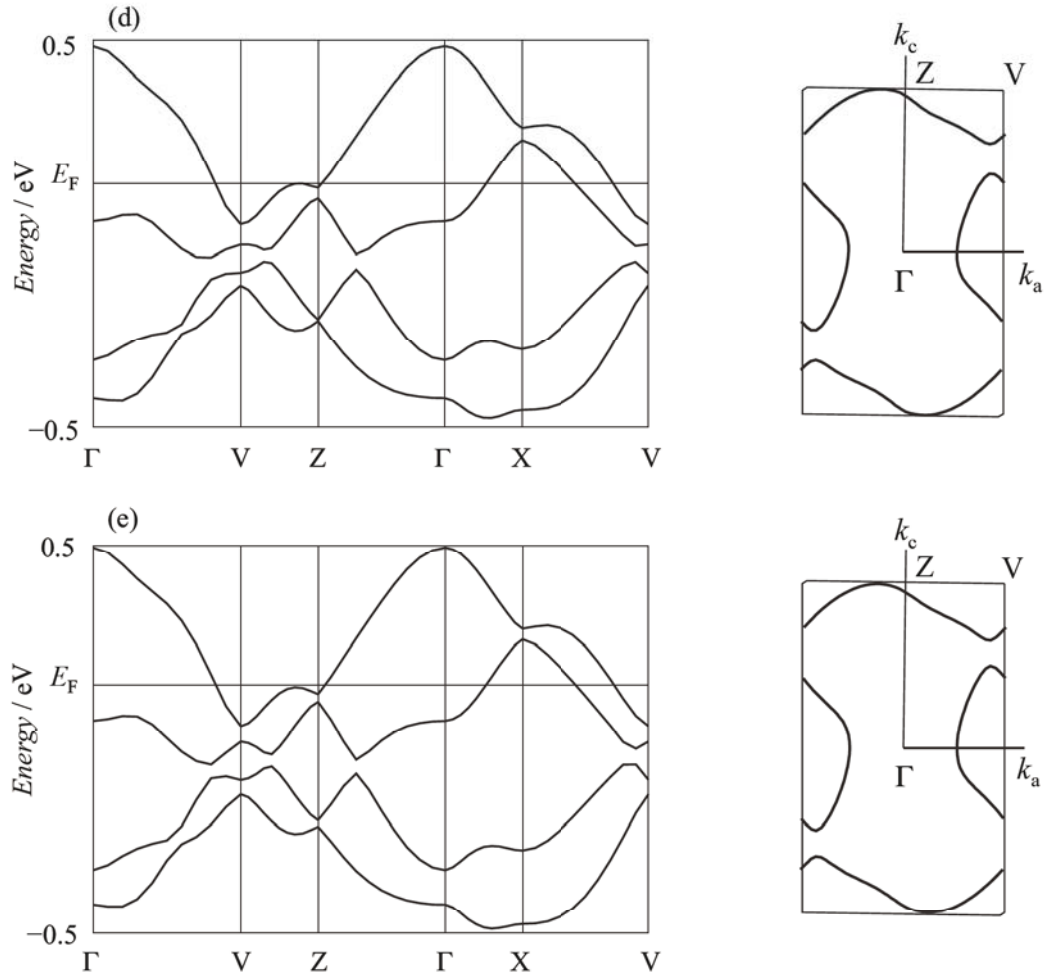 (d)
0.5
E_F
Energy / eV
−0.5
Γ V Z Γ X V
k_c
Z V
Γ
k_a
(e)
0.5
E_F
Energy / eV
−0.5
Γ V Z Γ X V
k_c
Z V
Γ
k_a